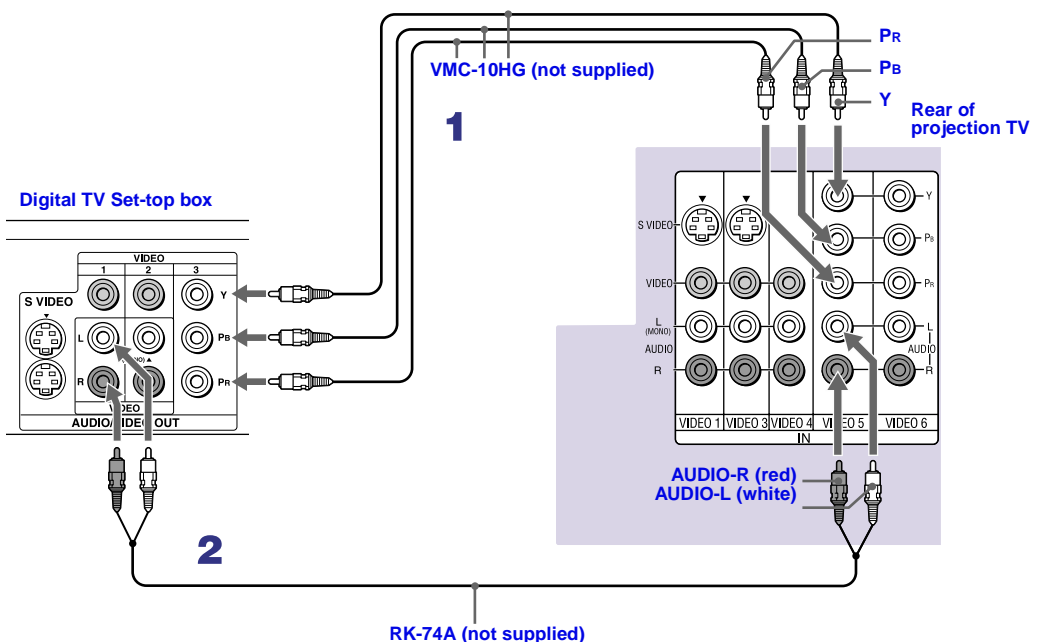 PR
PB
Y
VMC-10HG (not supplied)
1
Rear of
projection TV
Digital TV Set-top box
VIDEO
1 2 3
S VIDEO
Y
L
PB
R
PR
AUDIO/VIDEO OUT
S VIDEO
VIDEO
L
(MONO)
AUDIO
R
Y
PB
PR
L
AUDIO
R
VIDEO 1 VIDEO 3 VIDEO 4 VIDEO 5 VIDEO 6
IN
AUDIO-R (red)
AUDIO-L (white)
2
RK-74A (not supplied)